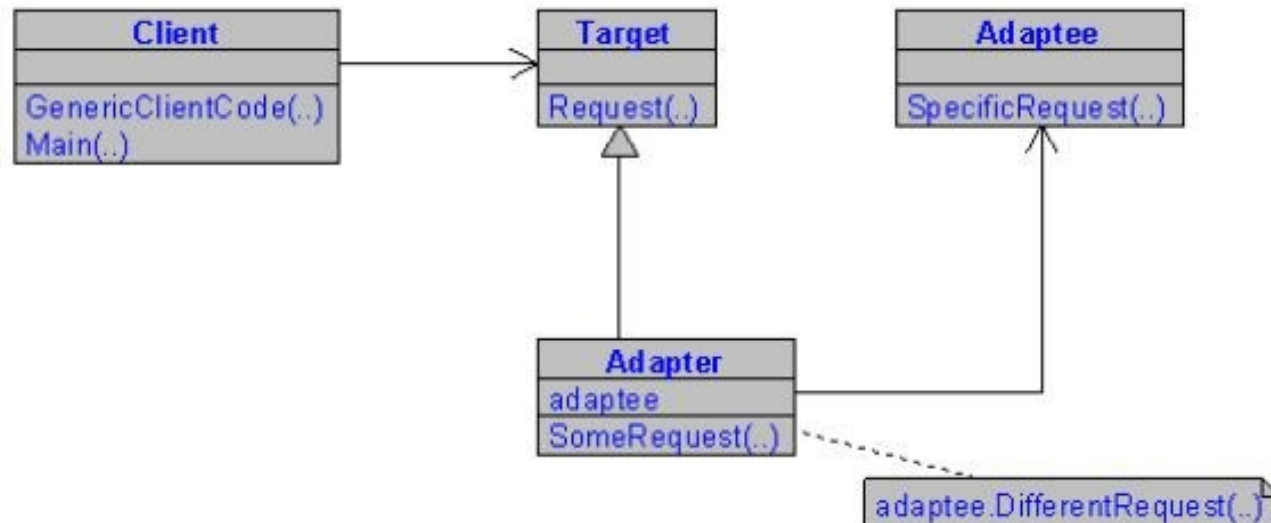 Client
GenericClientCode(..)
Main(..)
Target
Request(..)
Adaptee
SpecificRequest(..)
Adapter
adaptee
SomeRequest(..)
adaptee.DifferentRequest(..)